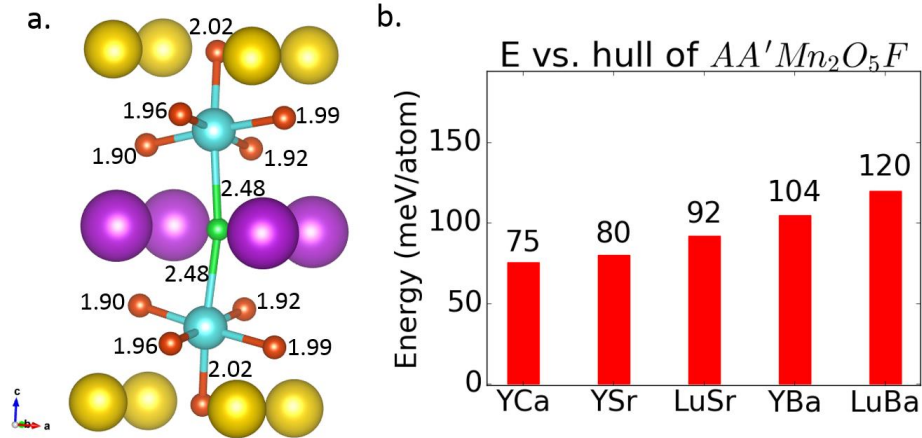 a.
2.02
1.96
1.99
1.90
1.92
2.48
2.48
1.90
1.92
1.96
1.99
2.02
c
b
a
b.
E vs. hull of AA′Mn₂O₅F
Energy (meV/atom)
150
100
50
0
75
80
92
104
120
YCa
YSr
LuSr
YBa
LuBa